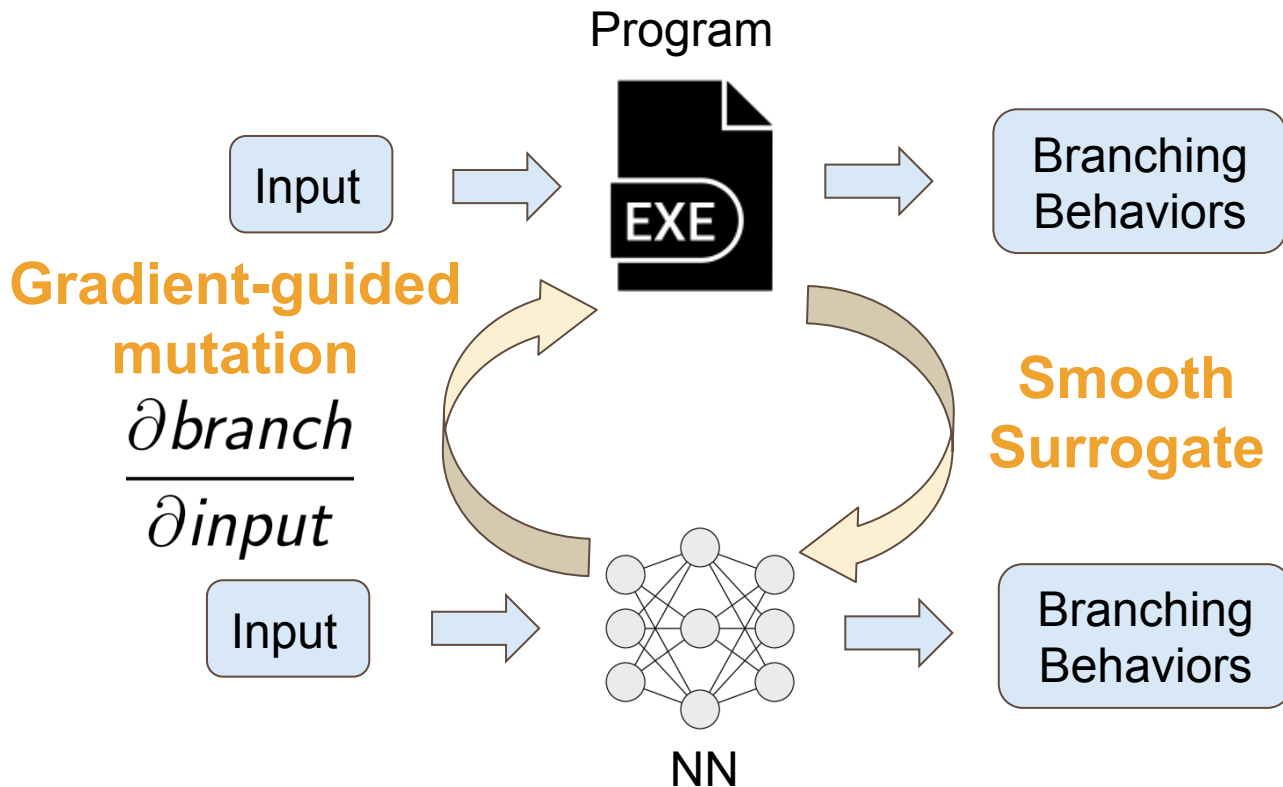 Program
Input
EXE
Branching
Behaviors
Gradient-guided
mutation
∂branch
∂input
Smooth
Surrogate
Input
Branching
Behaviors
NN